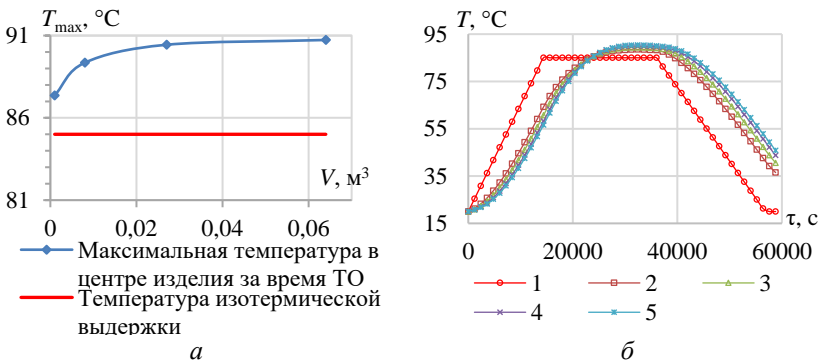 T_max, °C
91
86
81
V, м³
0
0,02
0,04
0,06
Максимальная температура в
центре изделия за время ТО
Температура изотермической
выдержки
а
T, °C
95
75
55
35
15
τ, с
0
20000
40000
60000
1
2
3
4
5
б